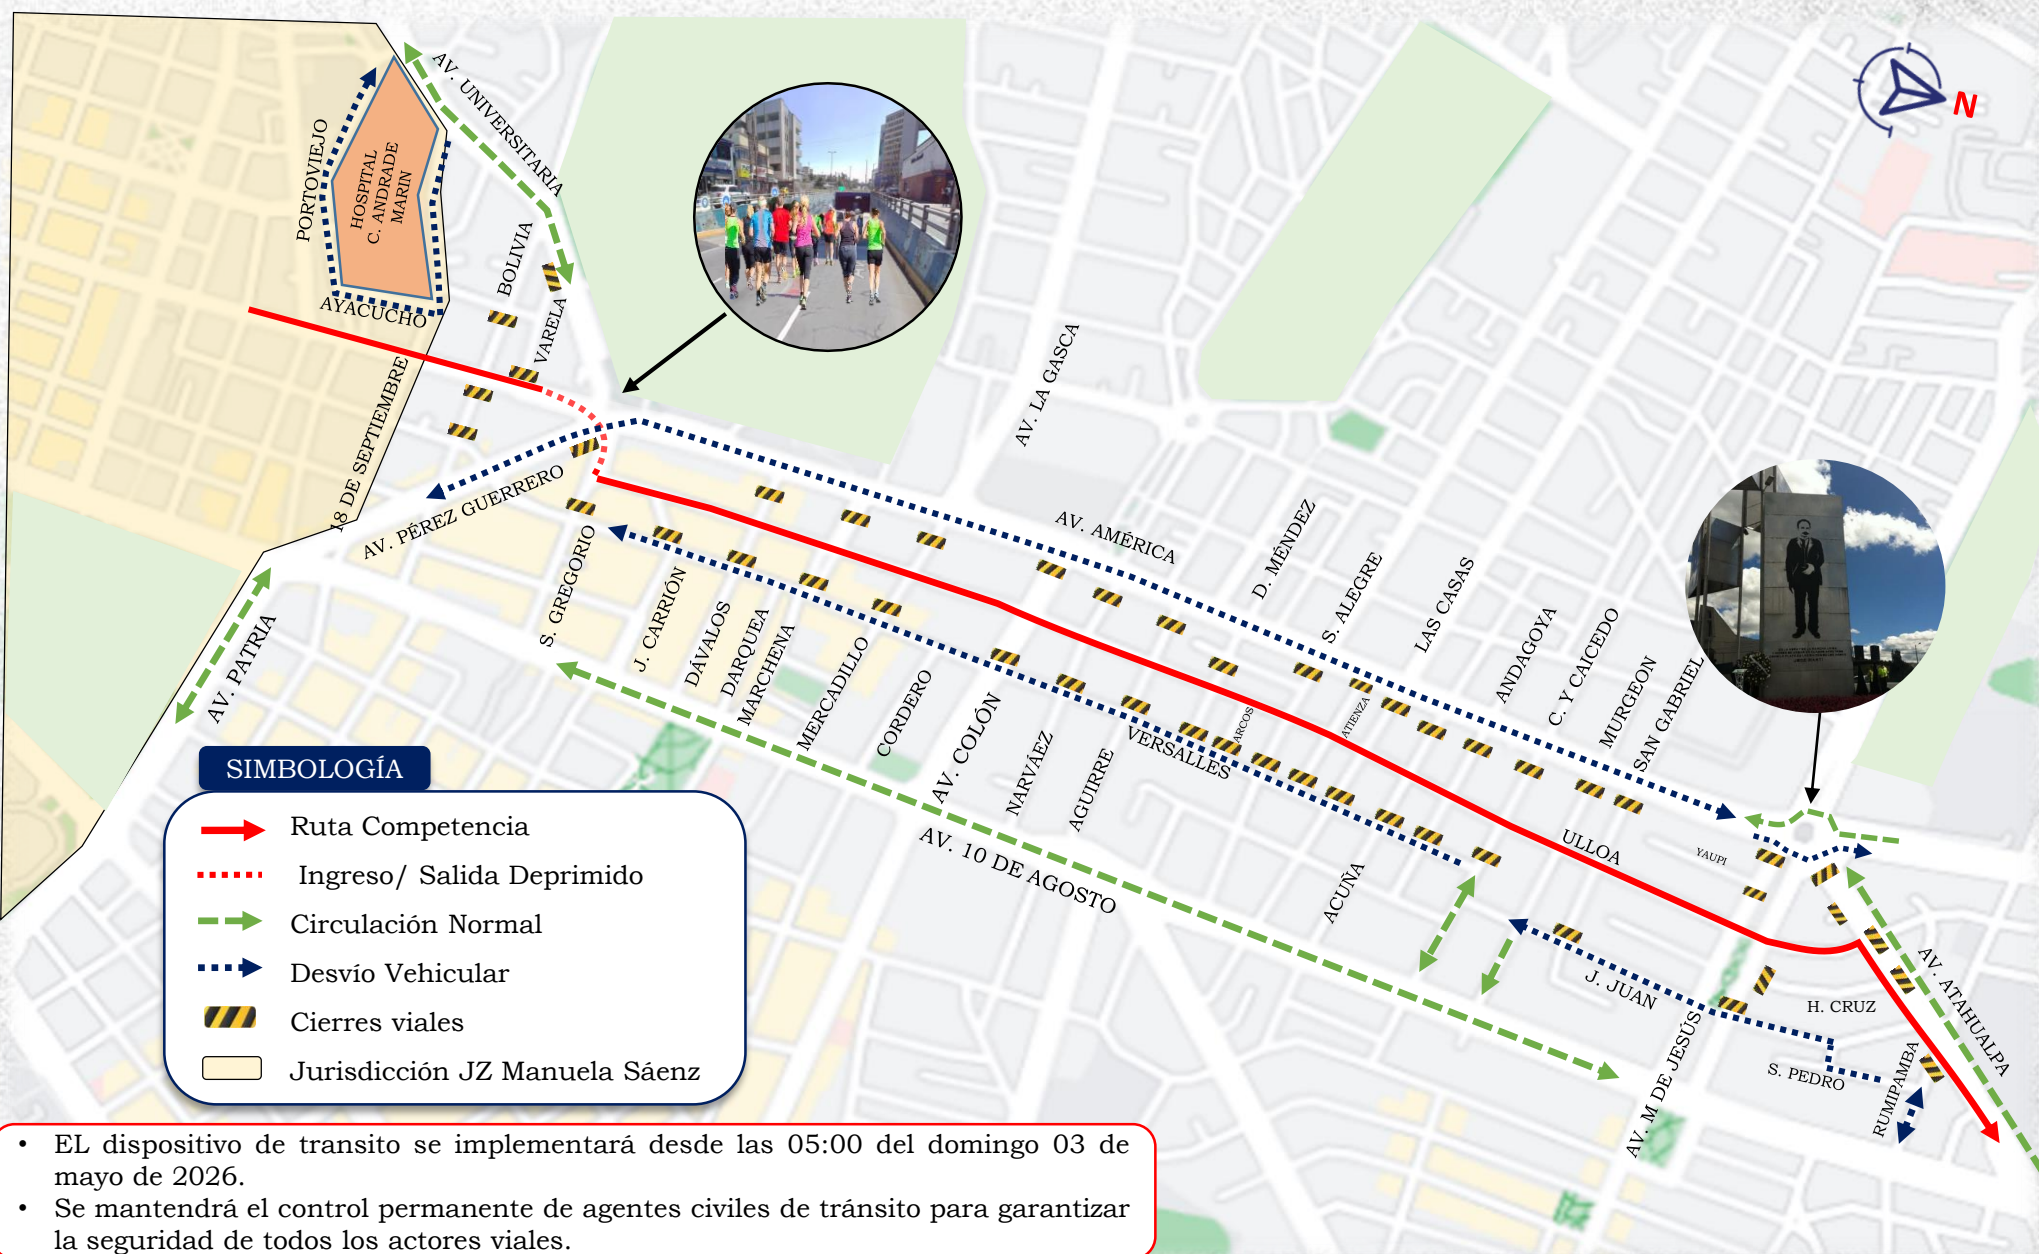 N
AV. UNIVERSITARIA
PORTOVIEJO
HOSPITAL
C. ANDRADE
MARIN
BOLIVIA
AYACUCHO
VARELA
18 DE SEPTIEMBRE
AV. LA GASCA
AV. PÉREZ GUERRERO
AV. AMÉRICA
AV. PATRIA
S. GREGORIO
J. CARRIÓN
DÁVALOS
DARQUEA
MARCHENA
MERCADILLO
CORDERO
AV. COLÓN
NARVÁEZ
AGUIRRE
VERSALLES
ARCOS
ATIENZA
D. MÉNDEZ
S. ALEGRE
LAS CASAS
ANDAGOYA
C. Y CAICEDO
MURGEON
SAN GABRIEL
ULLOA
YAUPI
ACUÑA
AV. 10 DE AGOSTO
J. JUAN
H. CRUZ
AV. ATAHUALPA
S. PEDRO
RUMIPAMBA
AV. M DE JESÚS
SIMBOLOGÍA
Ruta Competencia
Ingreso/ Salida Deprimido
Circulación Normal
Desvío Vehicular
Cierres viales
Jurisdicción JZ Manuela Sáenz
• EL dispositivo de transito se implementará desde las 05:00 del domingo 03 de
mayo de 2026.
• Se mantendrá el control permanente de agentes civiles de tránsito para garantizar
la seguridad de todos los actores viales.